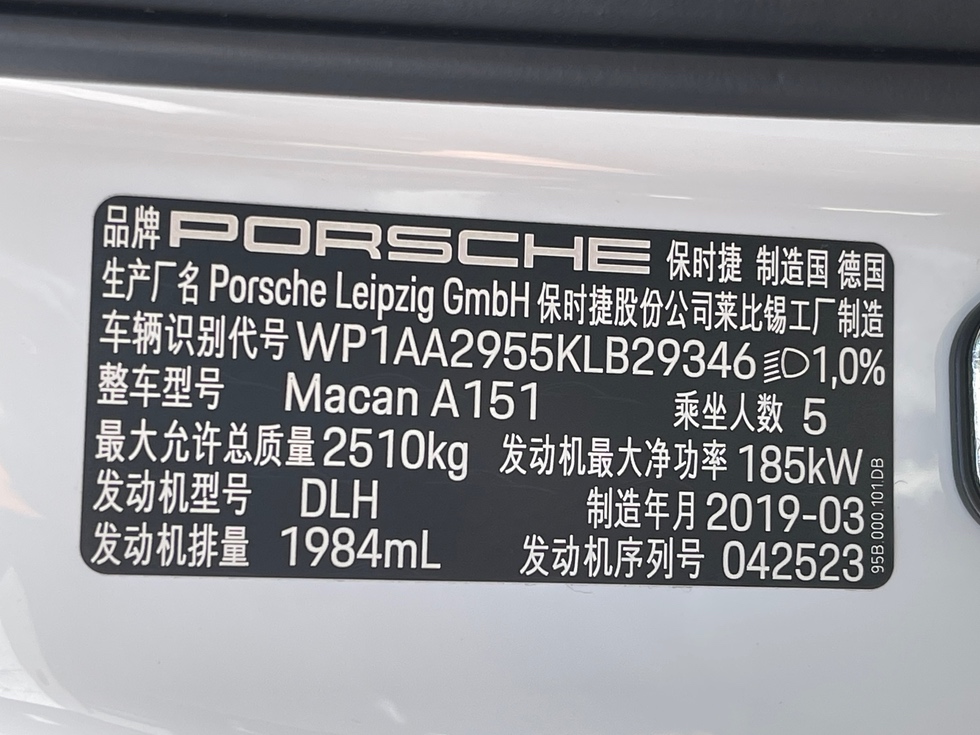 品牌 PORSCHE 保时捷 制造国 德国
生产厂名 Porsche Leipzig GmbH 保时捷股份公司莱比锡工厂制造
车辆识别代号 WP1AA2955KLB29346 1,0%
整车型号 Macan A151 乘坐人数 5
最大允许总质量 2510kg 发动机最大净功率 185kW
发动机型号 DLH 制造年月 2019-03
发动机排量 1984mL 发动机序列号 042523
95B.000.101.DB